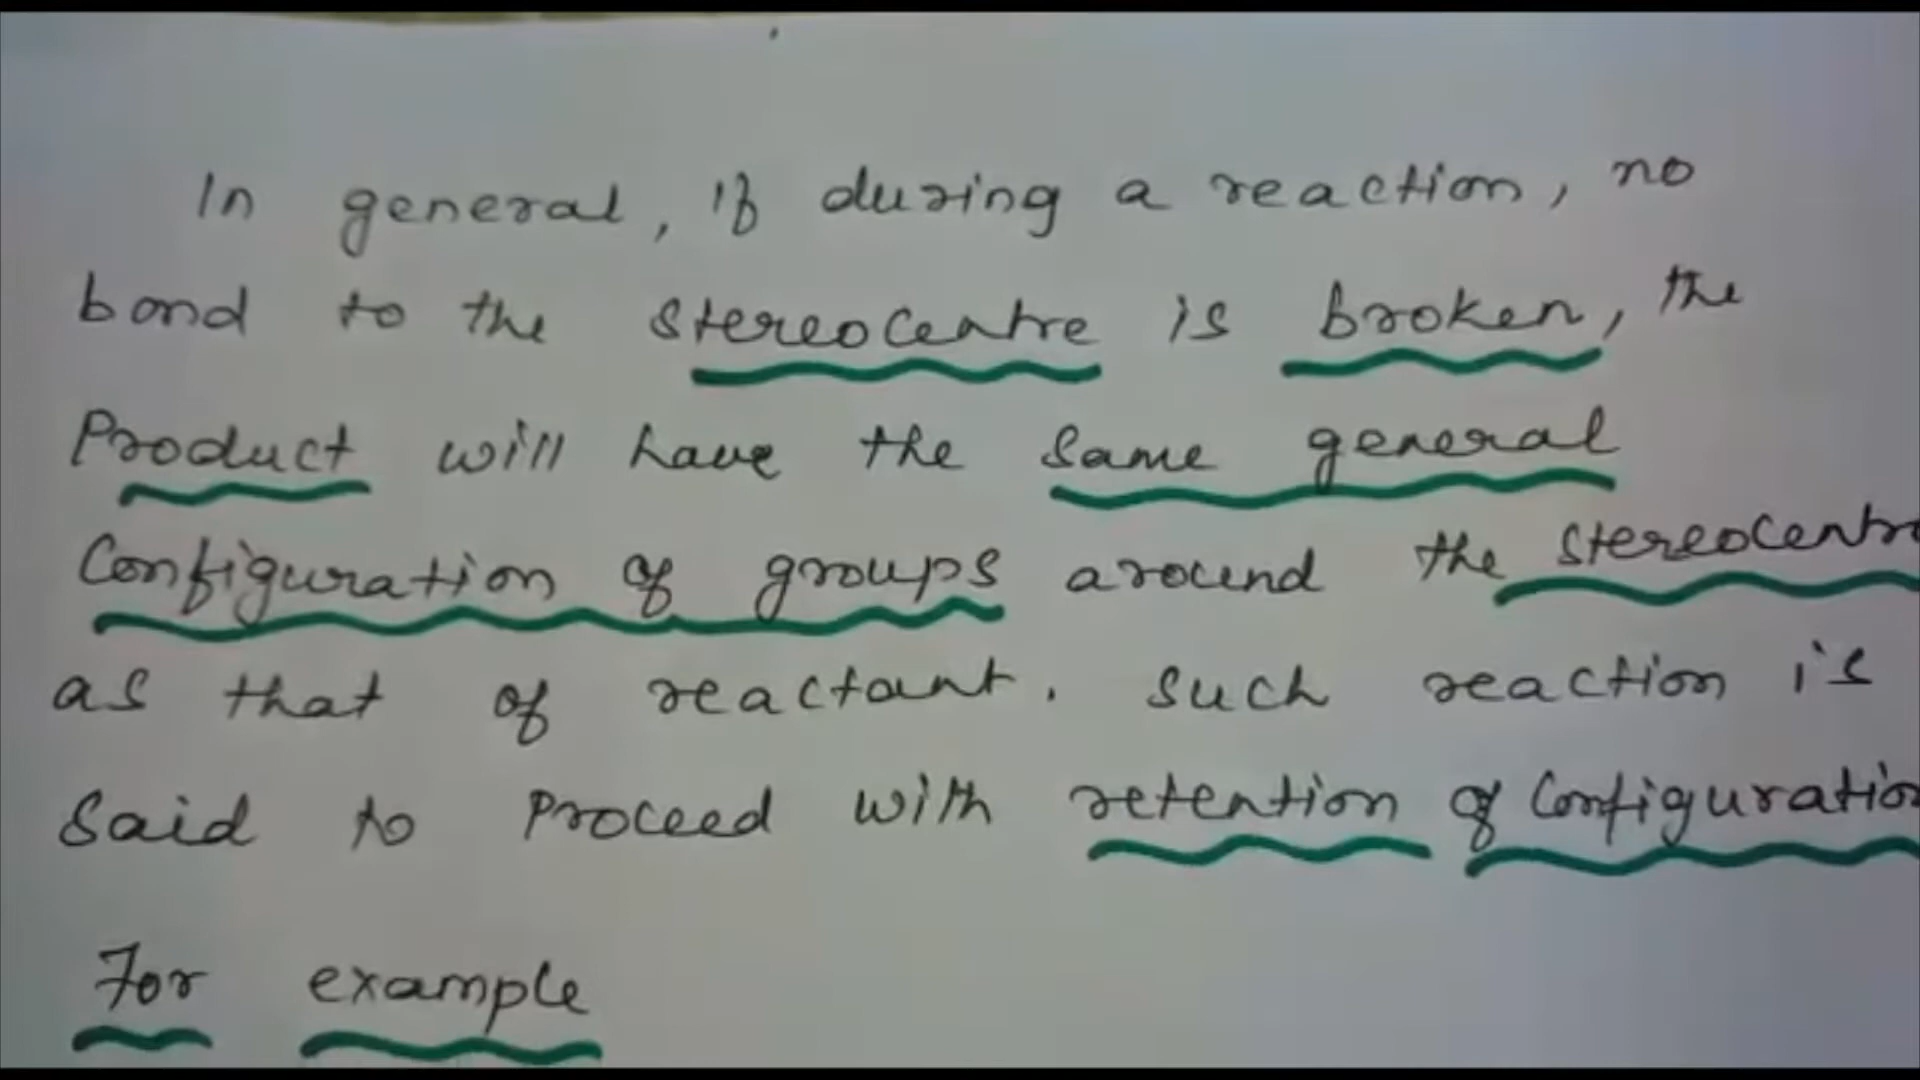 In general, if during a reaction, no
bond to the stereocentre is broken, the
Product will have the same general
Configuration of groups around the stereocentr
as that of reactant. Such reaction is
Said to Proceed with retention of Configuration
For example